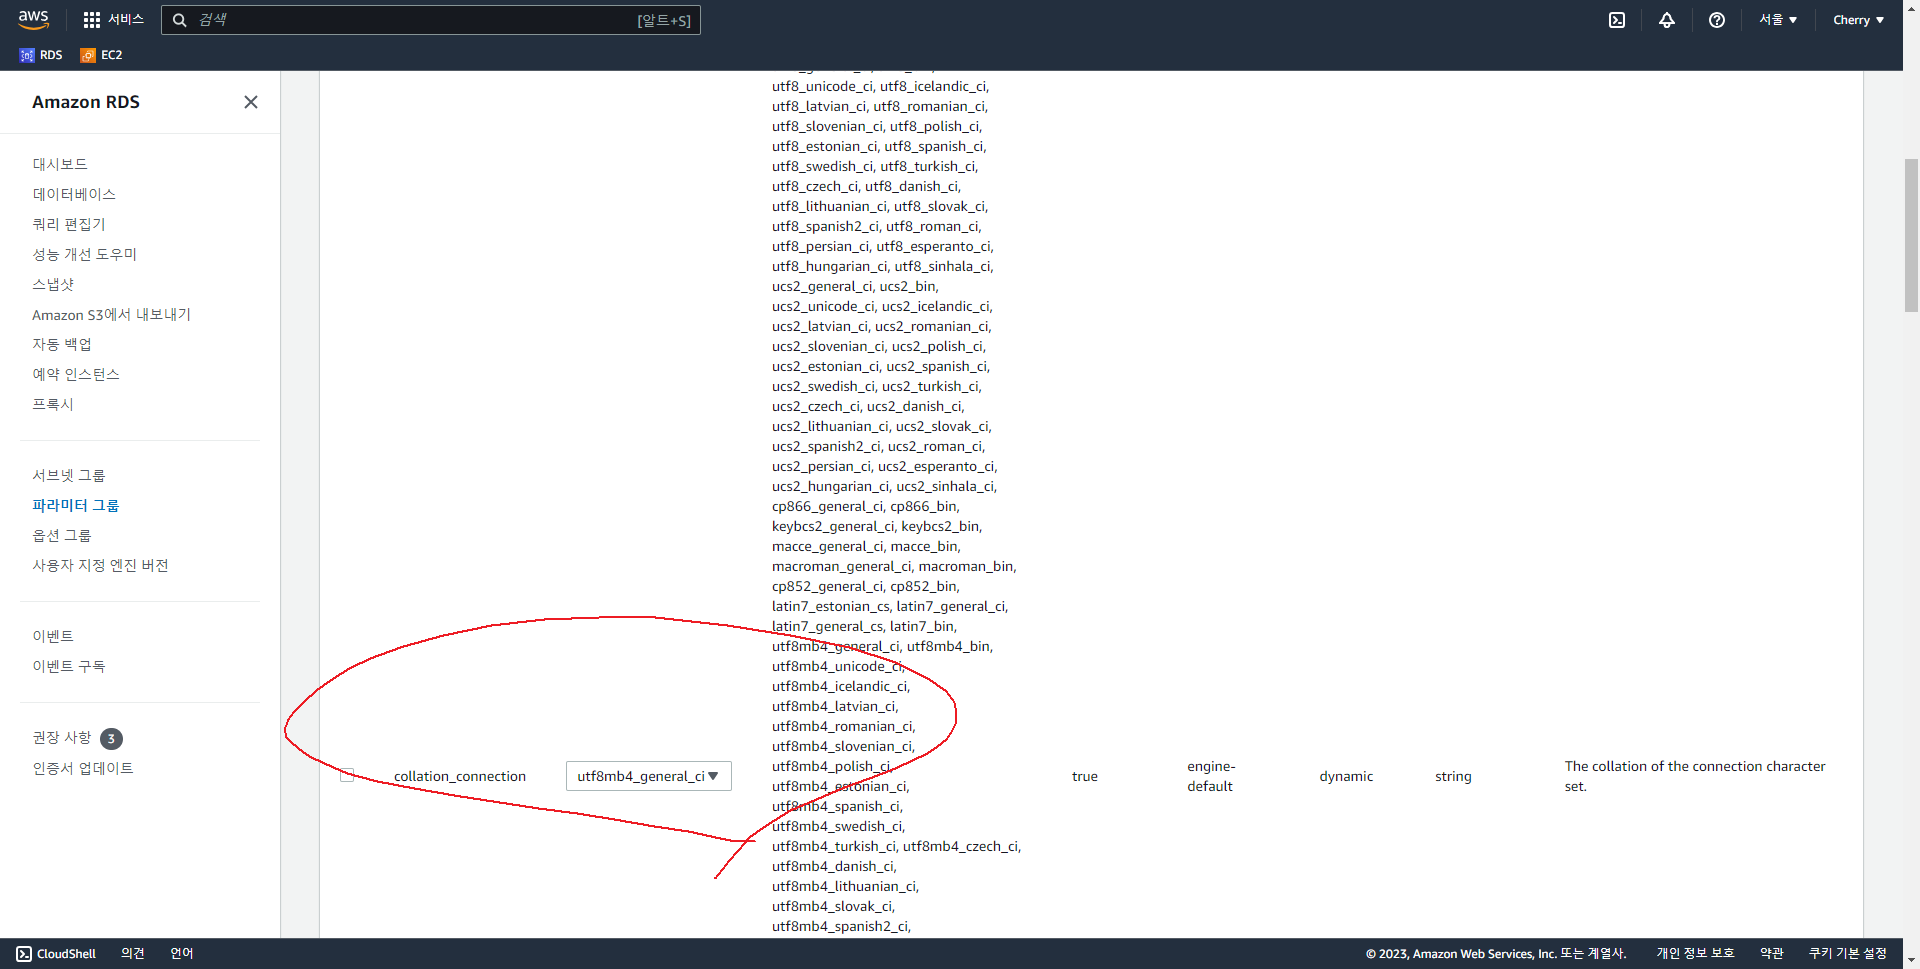 aws
서비스
검색
[알트+S]
서울 ▼
Cherry ▼
RDS
EC2
Amazon RDS
대시보드
데이터베이스
쿼리 편집기
성능 개선 도우미
스냅샷
Amazon S3에서 내보내기
자동 백업
예약 인스턴스
프록시
서브넷 그룹
파라미터 그룹
옵션 그룹
사용자 지정 엔진 버전
이벤트
이벤트 구독
권장 사항 3
인증서 업데이트
utf8_unicode_ci, utf8_icelandic_ci,
utf8_latvian_ci, utf8_romanian_ci,
utf8_slovenian_ci, utf8_polish_ci,
utf8_estonian_ci, utf8_spanish_ci,
utf8_swedish_ci, utf8_turkish_ci,
utf8_czech_ci, utf8_danish_ci,
utf8_lithuanian_ci, utf8_slovak_ci,
utf8_spanish2_ci, utf8_roman_ci,
utf8_persian_ci, utf8_esperanto_ci,
utf8_hungarian_ci, utf8_sinhala_ci,
ucs2_general_ci, ucs2_bin,
ucs2_unicode_ci, ucs2_icelandic_ci,
ucs2_latvian_ci, ucs2_romanian_ci,
ucs2_slovenian_ci, ucs2_polish_ci,
ucs2_estonian_ci, ucs2_spanish_ci,
ucs2_swedish_ci, ucs2_turkish_ci,
ucs2_czech_ci, ucs2_danish_ci,
ucs2_lithuanian_ci, ucs2_slovak_ci,
ucs2_spanish2_ci, ucs2_roman_ci,
ucs2_persian_ci, ucs2_esperanto_ci,
ucs2_hungarian_ci, ucs2_sinhala_ci,
cp866_general_ci, cp866_bin,
keybcs2_general_ci, keybcs2_bin,
macce_general_ci, macce_bin,
macroman_general_ci, macroman_bin,
cp852_general_ci, cp852_bin,
latin7_estonian_cs, latin7_general_ci,
latin7_general_cs, latin7_bin,
utf8mb4_general_ci, utf8mb4_bin,
utf8mb4_unicode_ci,
utf8mb4_icelandic_ci,
utf8mb4_latvian_ci,
utf8mb4_romanian_ci,
utf8mb4_slovenian_ci,
utf8mb4_polish_ci,
utf8mb4_estonian_ci,
utf8mb4_spanish_ci,
utf8mb4_swedish_ci,
utf8mb4_turkish_ci, utf8mb4_czech_ci,
utf8mb4_danish_ci,
utf8mb4_lithuanian_ci,
utf8mb4_slovak_ci,
utf8mb4_spanish2_ci,
collation_connection
utf8mb4_general_ci ▼
true
engine-
default
dynamic
string
The collation of the connection character
set.
CloudShell
의견
언어
© 2023, Amazon Web Services, Inc. 또는 계열사.
개인 정보 보호
약관
쿠키 기본 설정